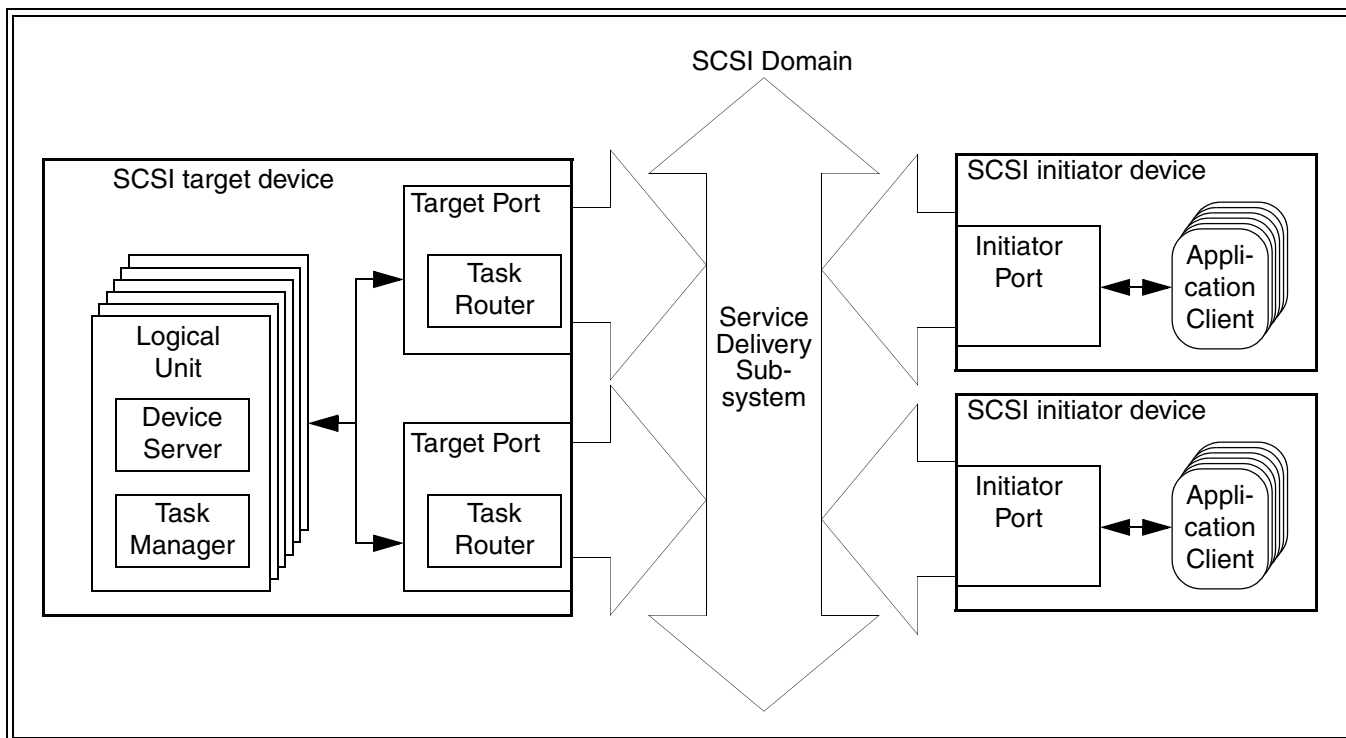 SCSI Domain
SCSI target device
Logical
Unit
Device
Server
Task
Manager
Target Port
Task
Router
Target Port
Task
Router
Service
Delivery
Sub-
system
SCSI initiator device
Initiator
Port
Appli-
cation
Client
SCSI initiator device
Initiator
Port
Appli-
cation
Client